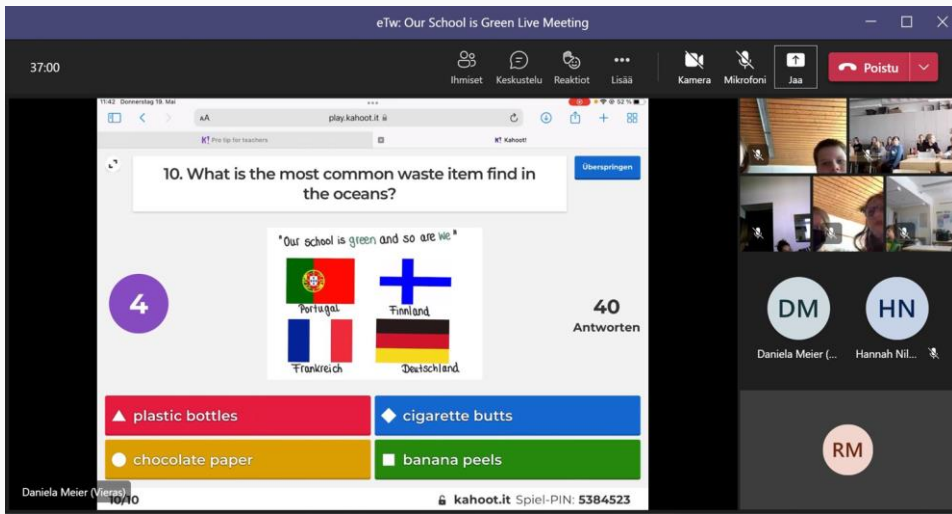 eTw: Our School is Green Live Meeting
37:00
Ihmiset
Keskustelu
Reaktiot
Lisää
Kamera
Mikrofoni
Jaa
Poistu
11:42 Donnerstag 19. Mai
52 %
AA
play.kahoot.it
K! Pro tip for teachers
K! Kahoot!
10. What is the most common waste item find in
the oceans?
Überspringen
"Our school is green and so are we"
Portugal
Finnland
Frankreich
Deutschland
4
40
Antworten
plastic bottles
cigarette butts
chocolate paper
banana peels
10/10
kahoot.it Spiel-PIN: 5384523
Daniela Meier (Vieras)
DM
HN
Daniela Meier (...
Hannah Nil...
RM